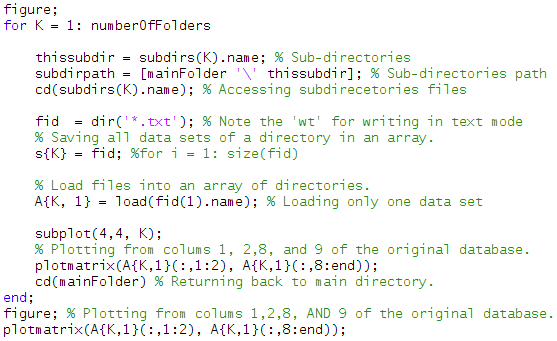 figure;
for K = 1: numberOfFolders
thissubdir = subdirs(K).name; % Sub-directories
subdirpath = [mainFolder '\' thissubdir]; % Sub-directories path
cd(subdirs(K).name); % Accessing subdirecetories files
fid = dir('*.txt'); % Note the 'wt' for writing in text mode
% Saving all data sets of a directory in an array.
s{K} = fid; %for i = 1: size(fid)
% Load files into an array of directories.
A{K, 1} = load(fid(1).name); % Loading only one data set
subplot(4,4, K);
% Plotting from colums 1, 2,8, and 9 of the original database.
plotmatrix(A{K,1}(:,1:2), A{K,1}(:,8:end));
cd(mainFolder) % Returning back to main directory.
end;
figure; % Plotting from colums 1,2,8, AND 9 of the original database.
plotmatrix(A{K,1}(:,1:2), A{K,1}(:,8:end));